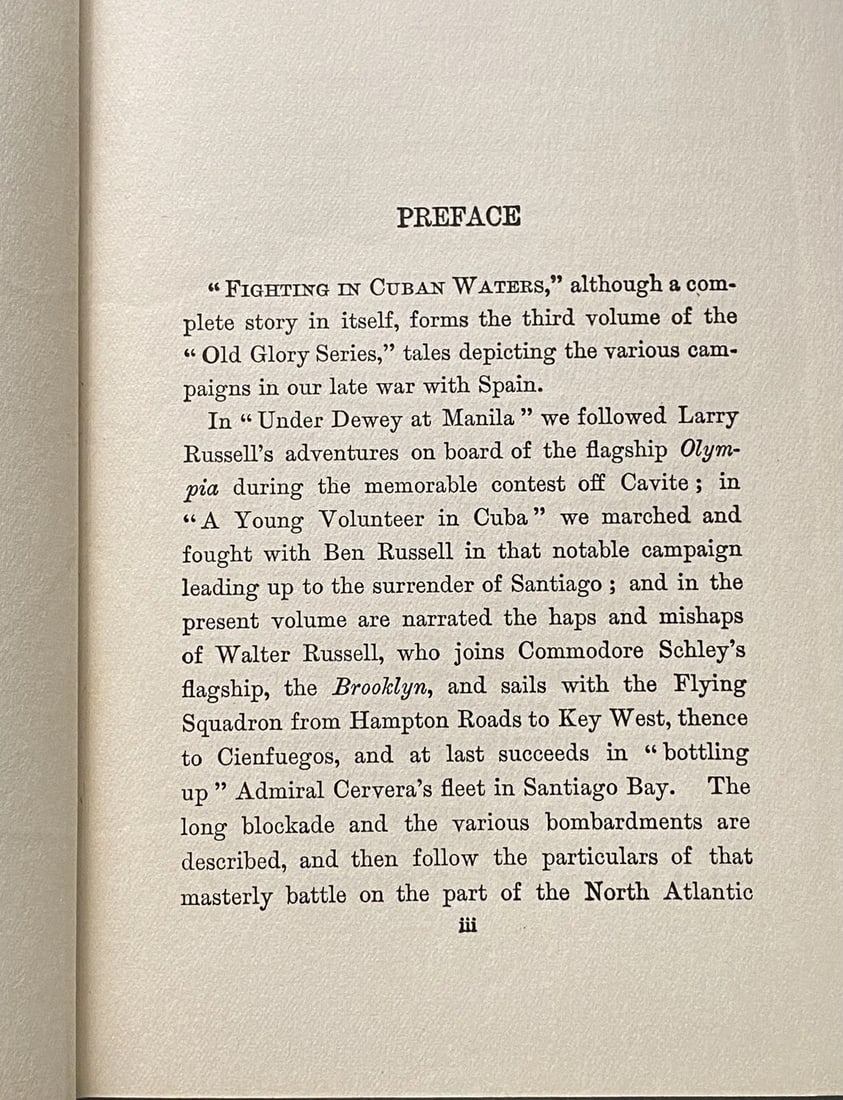 PREFACE
“ FIGHTING IN CUBAN WATERS,” although a com-
plete story in itself, forms the third volume of the
“ Old Glory Series,” tales depicting the various cam-
paigns in our late war with Spain.
In “ Under Dewey at Manila ” we followed Larry
Russell’s adventures on board of the flagship Olym-
pia during the memorable contest off Cavite ; in
“ A Young Volunteer in Cuba ” we marched and
fought with Ben Russell in that notable campaign
leading up to the surrender of Santiago ; and in the
present volume are narrated the haps and mishaps
of Walter Russell, who joins Commodore Schley’s
flagship, the Brooklyn, and sails with the Flying
Squadron from Hampton Roads to Key West, thence
to Cienfuegos, and at last succeeds in “ bottling
up ” Admiral Cervera’s fleet in Santiago Bay. The
long blockade and the various bombardments are
described, and then follow the particulars of that
masterly battle on the part of the North Atlantic
iii